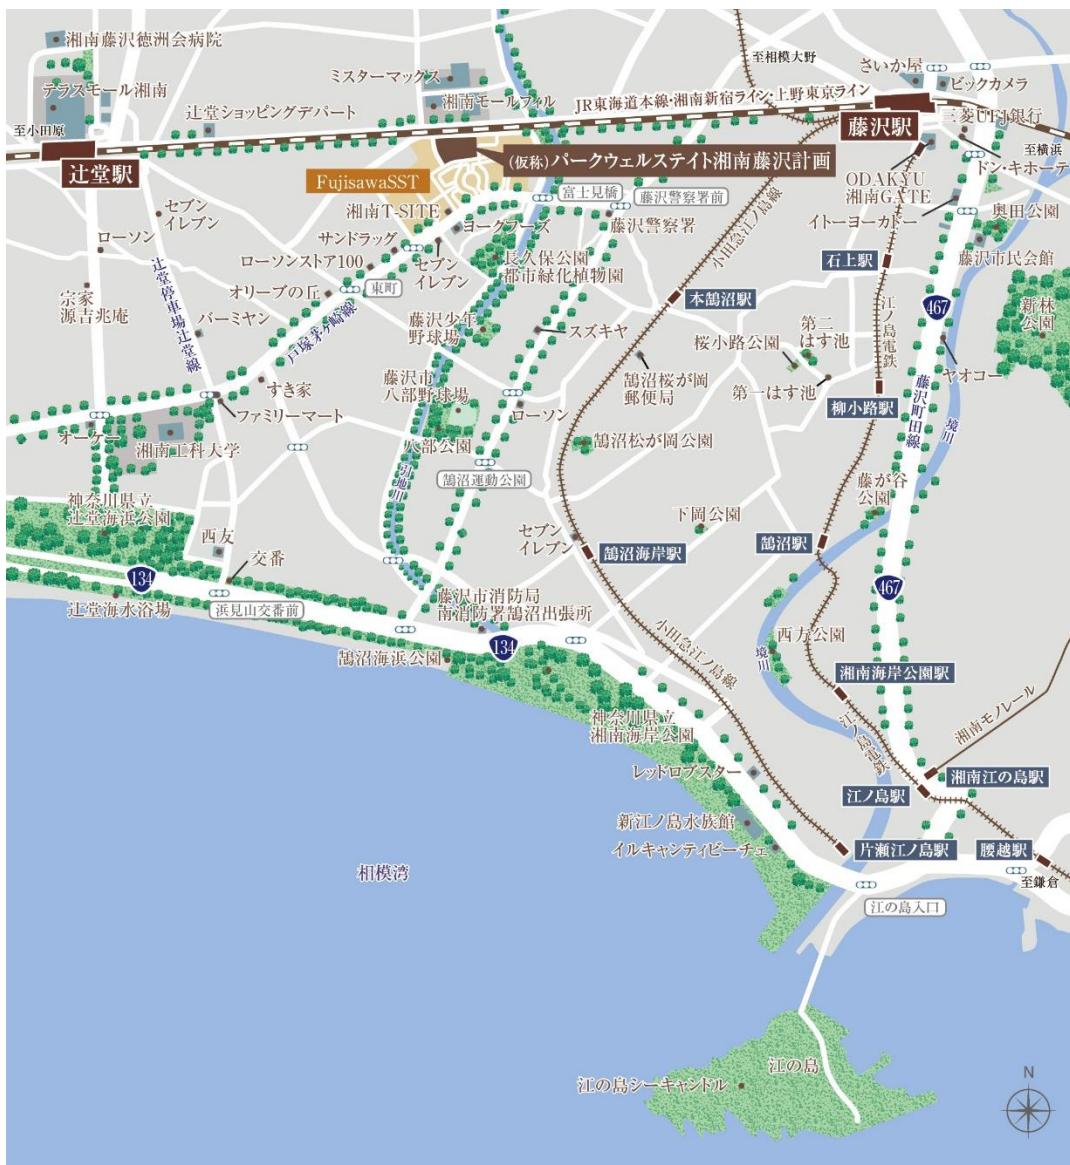 湘南藤沢徳洲会病院
テラスモール湘南
至小田原
辻堂駅
辻堂ショッピングデパート
ミスターマックス
湘南モールフィル
JR東海道本線・湘南新宿ライン・上野東京ライン
至相模大野
さいか屋
ビックカメラ
藤沢駅
三菱UFJ銀行
至横浜
ドン・キホーテ
ODAKYU
湘南GATE
イトーヨーカドー
奥田公園
藤沢市民会館
(仮称)パークウェルステイト湘南藤沢計画
FujisawaSST
富士見橋
藤沢警察署前
藤沢警察署
湘南T-SITE
ヨークフーズ
サンドラッグ
セブン
イレブン
ローソンストア100
オリーブの丘
東町
戸塚茅ヶ崎線
セブン
イレブン
ローソン
辻堂停車場辻堂線
宗家
源吉兆庵
バーミヤン
すき家
ファミリーマート
オーケー
湘南工科大学
長久保公園
都市緑化植物園
藤沢少年
野球場
藤沢市
八部野球場
八部公園
引地川
スズキヤ
ローソン
鵠沼運動公園
小田急江ノ島線
本鵠沼駅
鵠沼桜が岡
郵便局
鵠沼松が岡公園
桜小路公園
第二
はす池
第一はす池
石上駅
江ノ島電鉄
柳小路駅
467
藤沢町田線
ヤオコー
境川
新林
公園
藤が谷
公園
下岡公園
鵠沼駅
セブン
イレブン
鵠沼海岸駅
467
神奈川県立
辻堂海浜公園
西友
交番
134
辻堂海水浴場
浜見山交番前
藤沢市消防局
南消防署鵠沼出張所
134
鵠沼海浜公園
小田急江ノ島線
西方公園
境川
湘南海岸公園駅
江ノ島電鉄
湘南モノレール
神奈川県立
湘南海岸公園
レッドロブスター
湘南江の島駅
江ノ島駅
新江ノ島水族館
イルキャンティビーチェ
片瀬江ノ島駅
腰越駅
至鎌倉
江の島入口
相模湾
江の島
江の島シーキャンドル
N